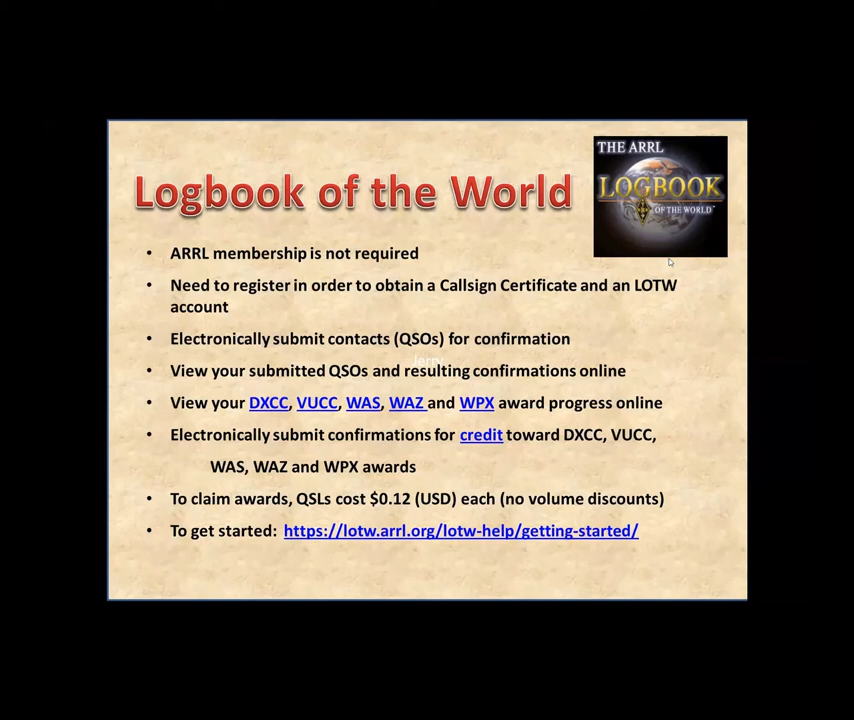 THE ARRL
LOGBOOK
OF THE WORLD
Logbook of the World
• ARRL membership is not required
• Need to register in order to obtain a Callsign Certificate and an LOTW
account
• Electronically submit contacts (QSOs) for confirmation
Jerry
• View your submitted QSOs and resulting confirmations online
• View your DXCC, VUCC, WAS, WAZ and WPX award progress online
• Electronically submit confirmations for credit toward DXCC, VUCC,
WAS, WAZ and WPX awards
• To claim awards, QSLs cost $0.12 (USD) each (no volume discounts)
• To get started: https://lotw.arrl.org/lotw-help/getting-started/